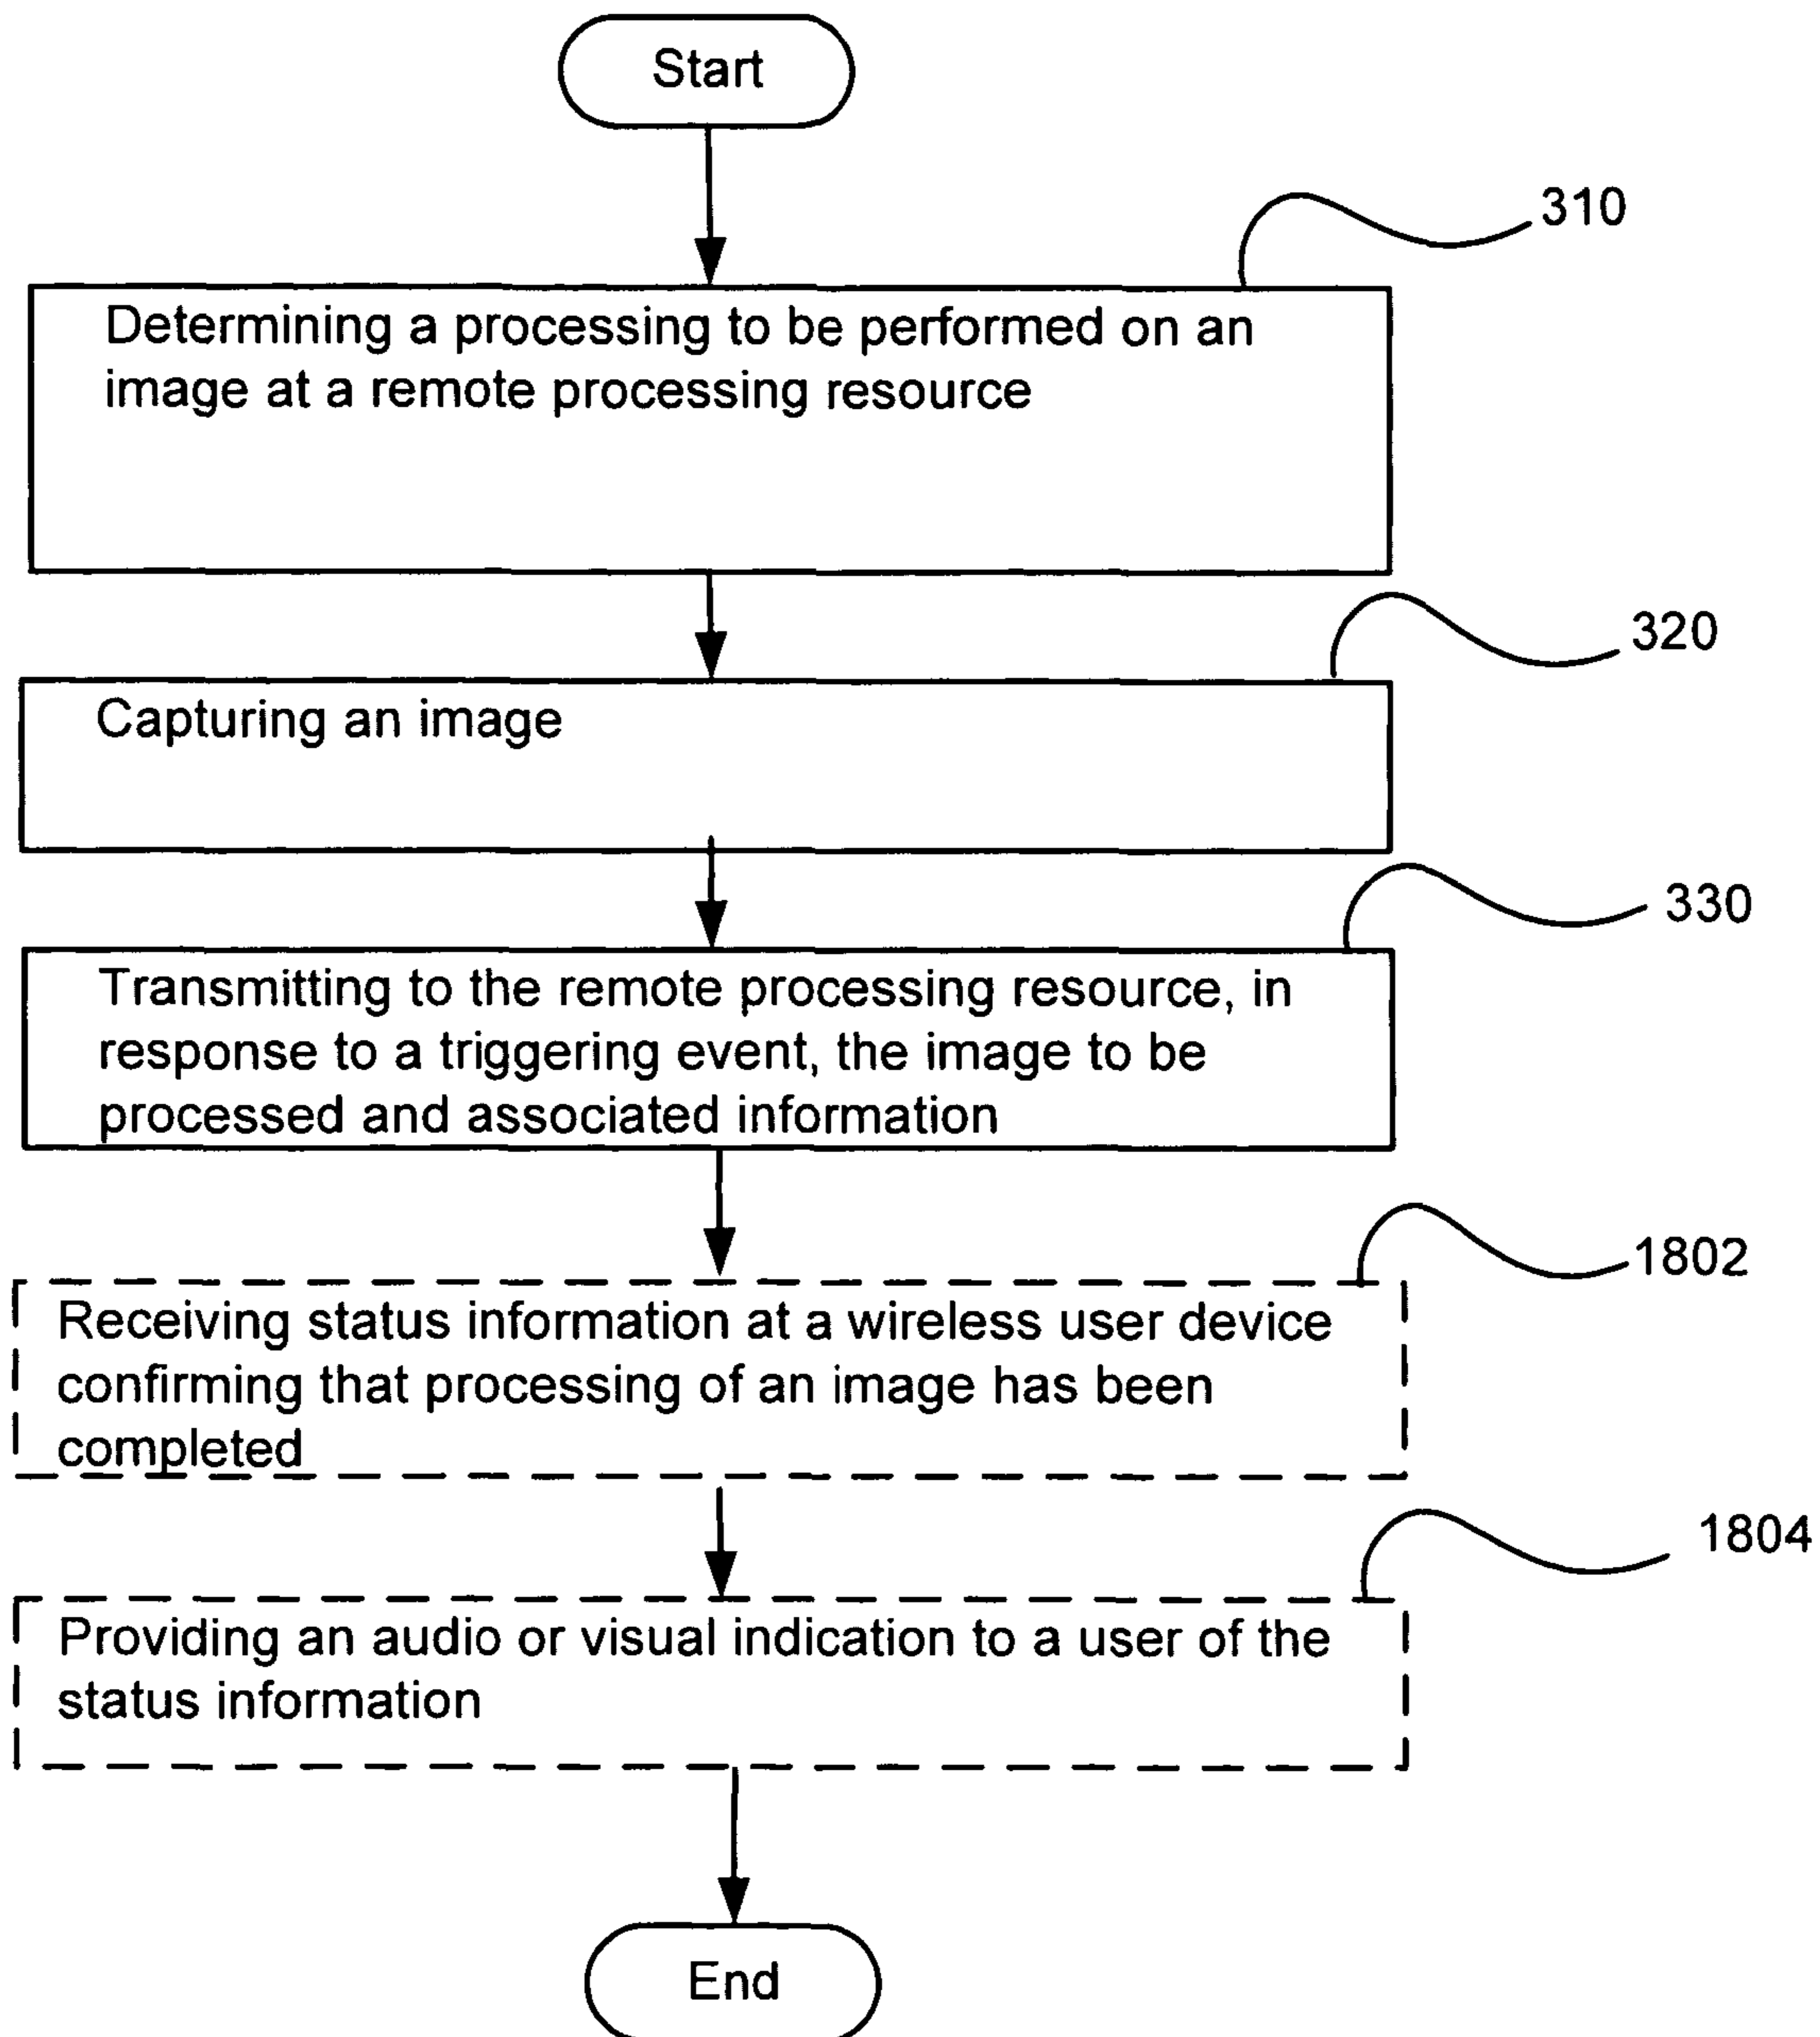 Start
310
Determining a processing to be performed on an
image at a remote processing resource
320
Capturing an image
330
Transmitting to the remote processing resource, in
response to a triggering event, the image to be
processed and associated information
1802
Receiving status information at a wireless user device
confirming that processing of an image has been
completed
1804
Providing an audio or visual indication to a user of the
status information
End